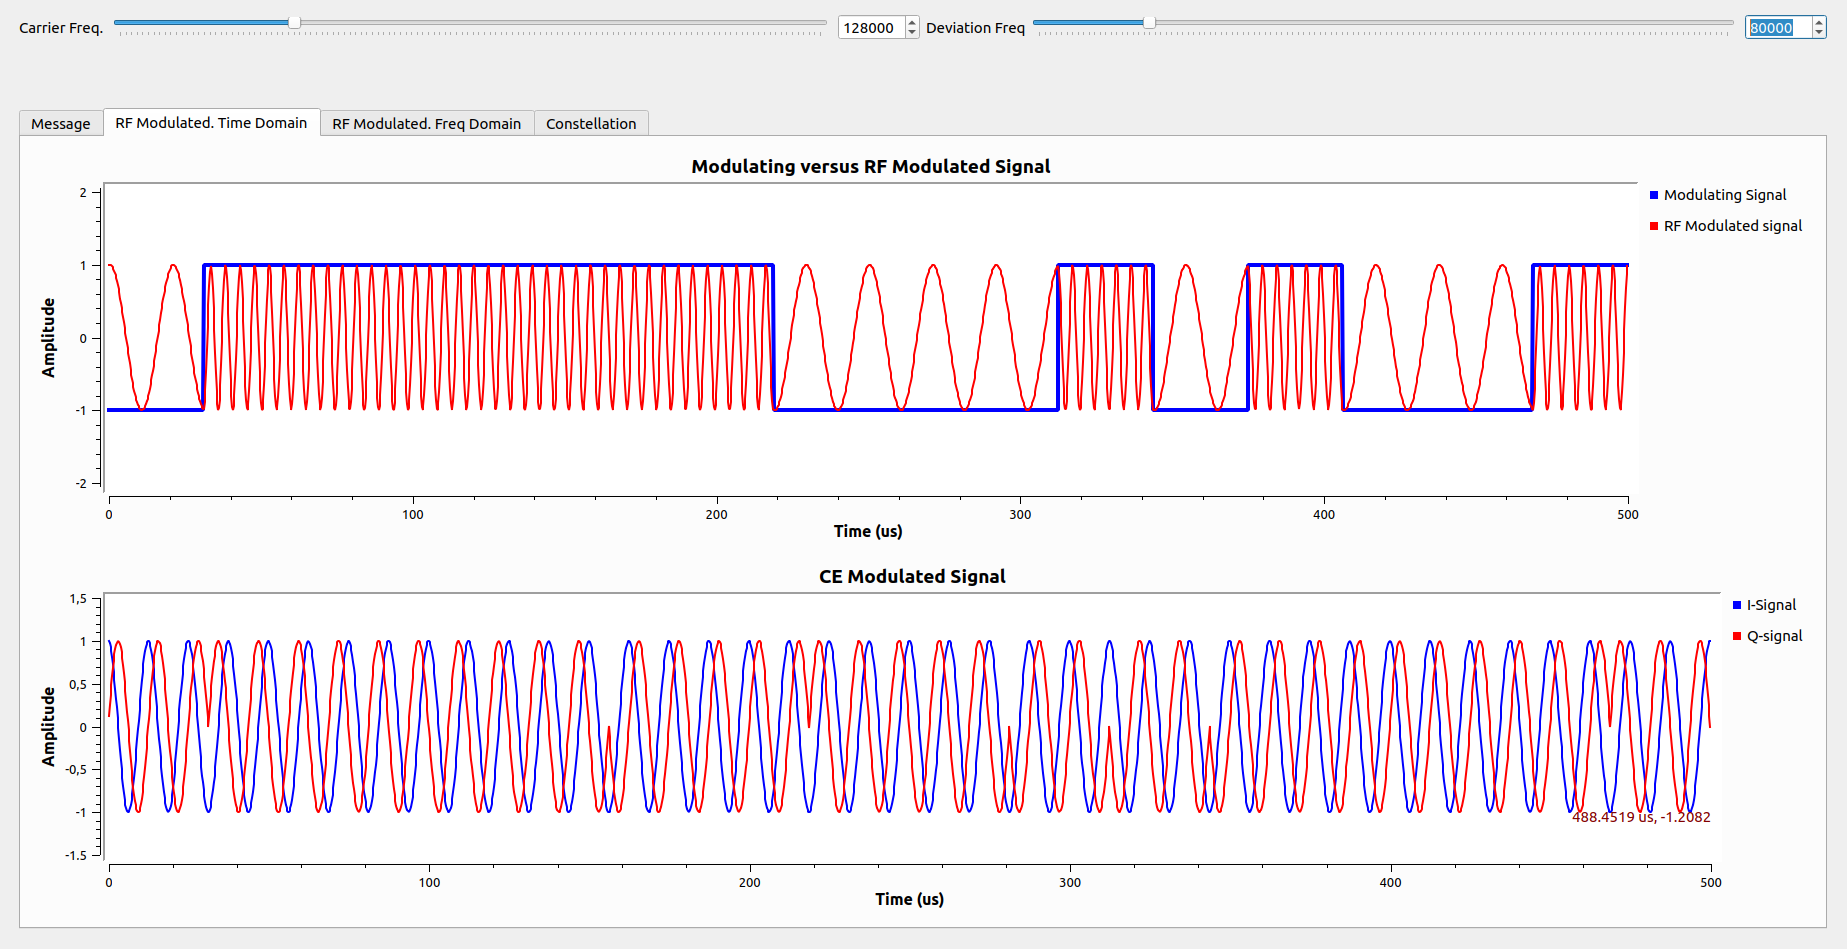 Carrier Freq. 128000 Deviation Freq 80000
Message RF Modulated. Time Domain RF Modulated. Freq Domain Constellation
Modulating versus RF Modulated Signal
2
1
0
-1
-2
Amplitude
0 100 200 300 400 500
Time (us)
Modulating Signal
RF Modulated signal
CE Modulated Signal
1,5
1
0,5
0
-0,5
-1
-1.5
Amplitude
488.4519 us, -1.2082
0 100 200 300 400 500
Time (us)
I-Signal
Q-signal